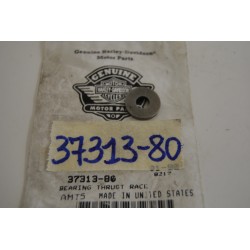 Genuine Harley-Davidson
Motor Parts
GENUINE
HARLEY-DAVIDSON
MOTOR PARTS
37313-80
37313-80
BEARING THRUST RACE
AMTS MADE IN UNITED STATES